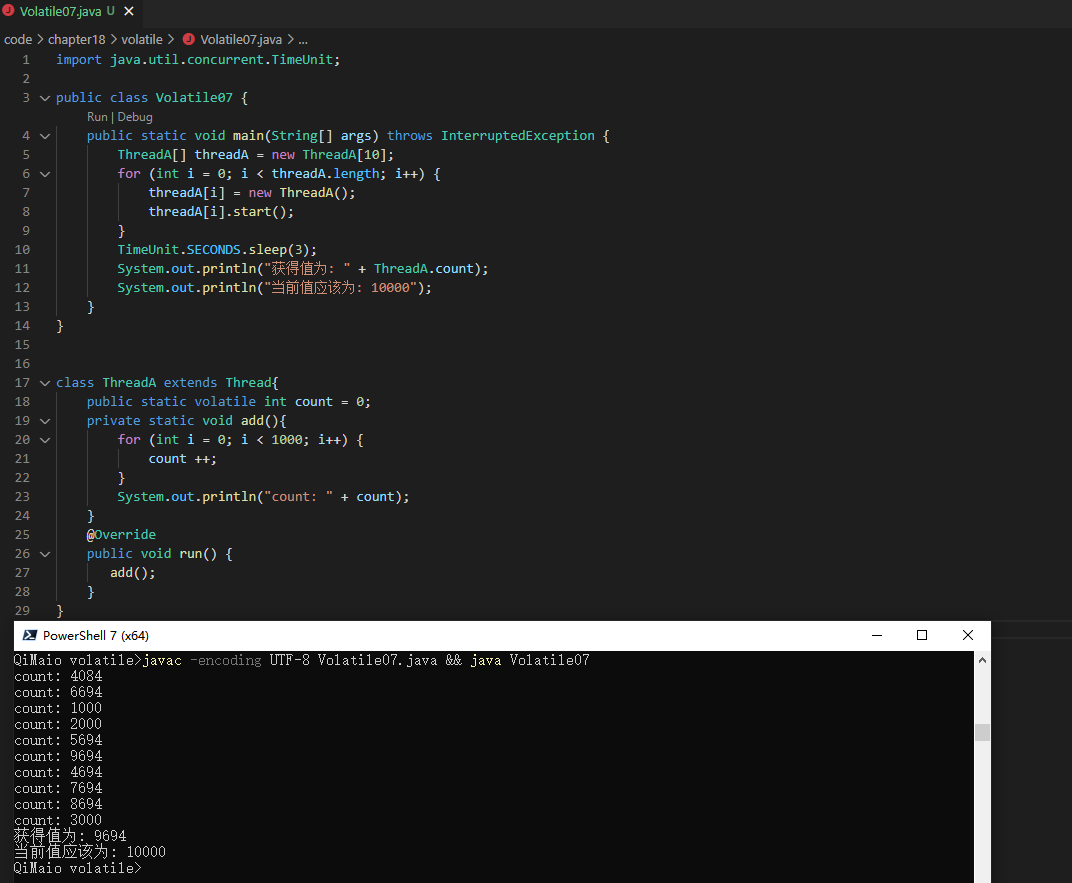 Volatile07.java U
code > chapter18 > volatile > Volatile07.java > ...
1 import java.util.concurrent.TimeUnit;
2
3 public class Volatile07 {
Run | Debug
4 public static void main(String[] args) throws InterruptedException {
5 ThreadA[] threadA = new ThreadA[10];
6 for (int i = 0; i < threadA.length; i++) {
7 threadA[i] = new ThreadA();
8 threadA[i].start();
9 }
10 TimeUnit.SECONDS.sleep(3);
11 System.out.println("获得值为: " + ThreadA.count);
12 System.out.println("当前值应该为: 10000");
13 }
14 }
15
16
17 class ThreadA extends Thread{
18 public static volatile int count = 0;
19 private static void add(){
20 for (int i = 0; i < 1000; i++) {
21 count ++;
22 }
23 System.out.println("count: " + count);
24 }
25 @Override
26 public void run() {
27 add();
28 }
29 }
PowerShell 7 (x64)
QiMaio volatile>javac -encoding UTF-8 Volatile07.java && java Volatile07
count: 4084
count: 6694
count: 1000
count: 2000
count: 5694
count: 9694
count: 4694
count: 7694
count: 8694
count: 3000
获得值为: 9694
当前值应该为: 10000
QiMaio volatile>